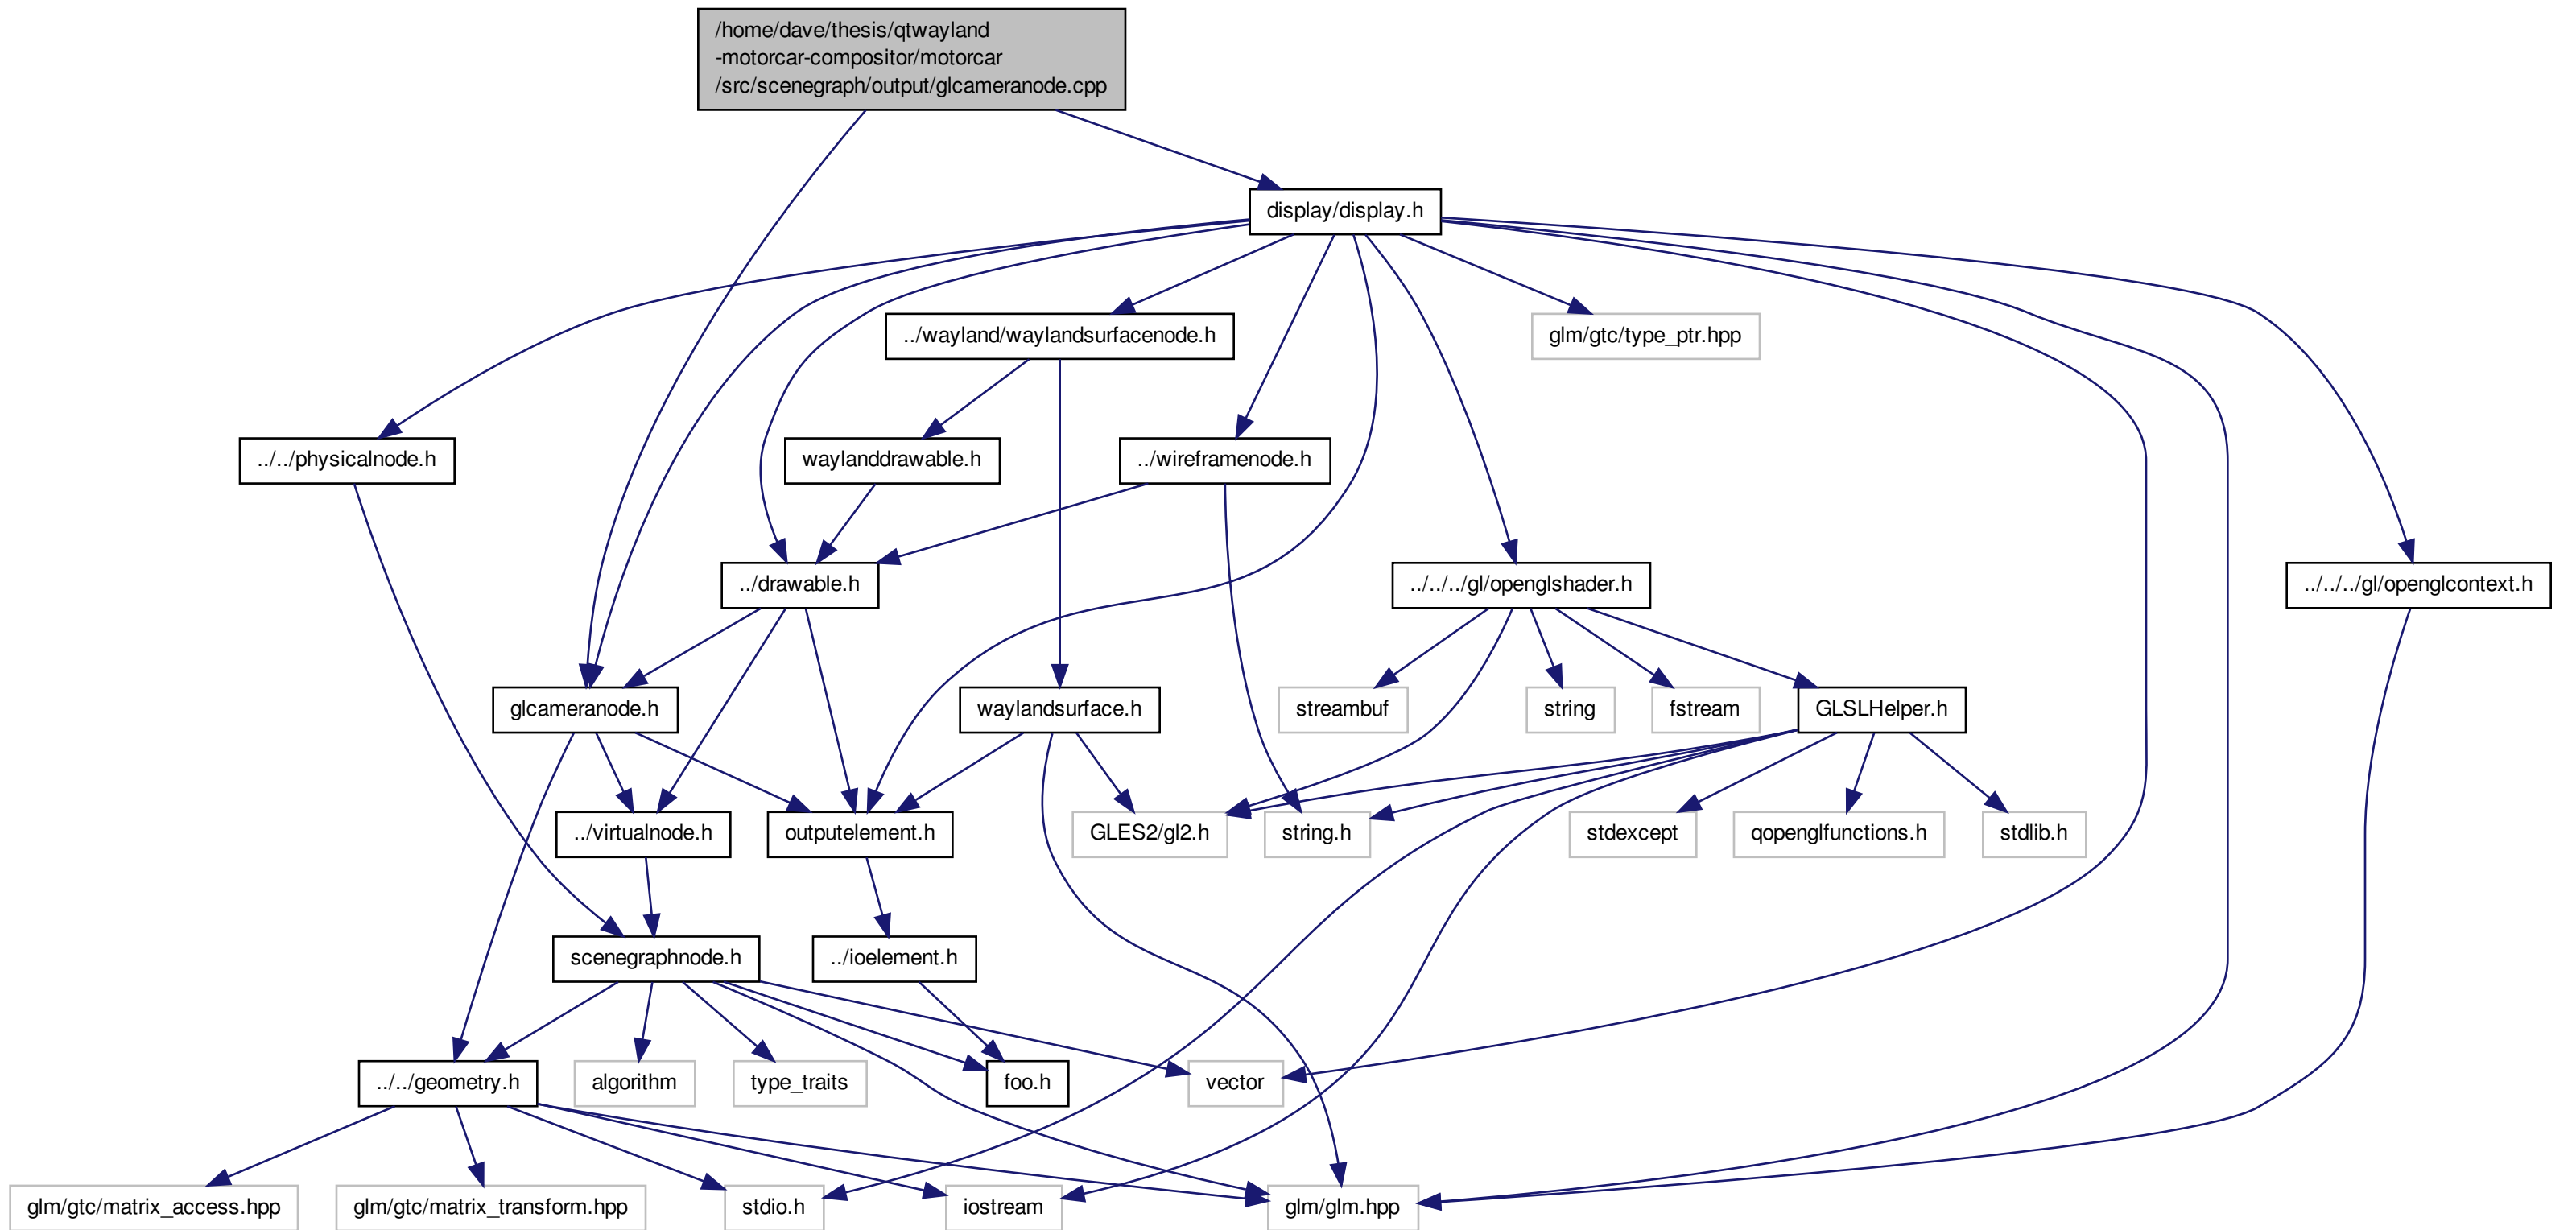 /home/dave/thesis/qtwayland
-motorcar-compositor/motorcar
/src/scenegraph/output/glcameranode.cpp
display/display.h
../wayland/waylandsurfacenode.h
glm/gtc/type_ptr.hpp
../../physicalnode.h
waylanddrawable.h
../wireframenode.h
../drawable.h
../../../gl/openglshader.h
../../../gl/openglcontext.h
glcameranode.h
waylandsurface.h
streambuf
string
fstream
GLSLHelper.h
../virtualnode.h
outputelement.h
GLES2/gl2.h
string.h
stdexcept
qopenglfunctions.h
stdlib.h
scenegraphnode.h
../ioelement.h
../../geometry.h
algorithm
type_traits
foo.h
vector
glm/gtc/matrix_access.hpp
glm/gtc/matrix_transform.hpp
stdio.h
iostream
glm/glm.hpp